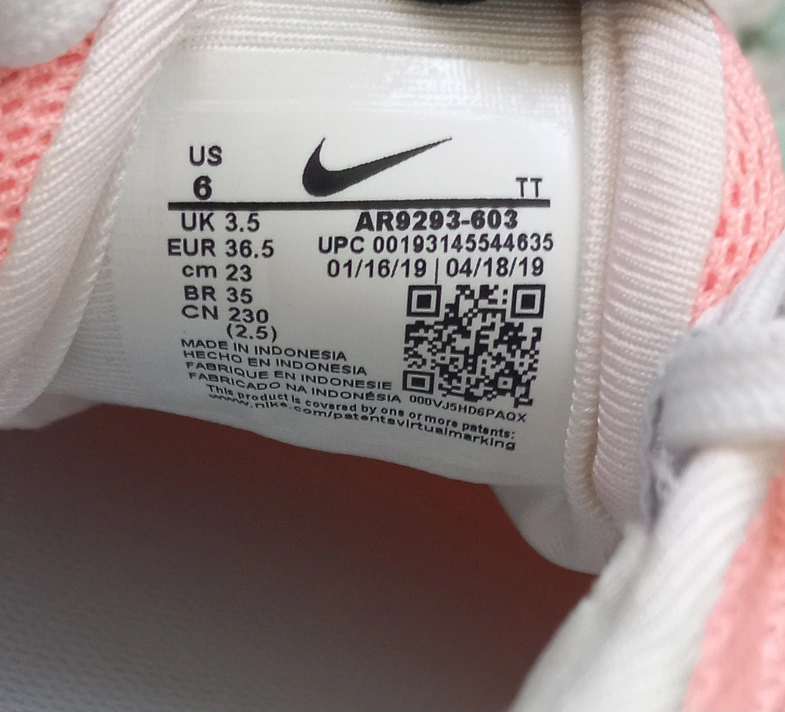 US
6
TT
UK 3.5
EUR 36.5
cm 23
BR 35
CN 230
(2.5)
AR9293-603
UPC 00193145544635
01/16/19 | 04/18/19
MADE IN INDONESIA
HECHO EN INDONESIA
FABRIQUE EN INDONESIE
FABRICADO NA INDONÉSIA
000VJ5HD6PAQX
This product is covered by one or more patents:
www.nike.com/patentsvirtualmarking